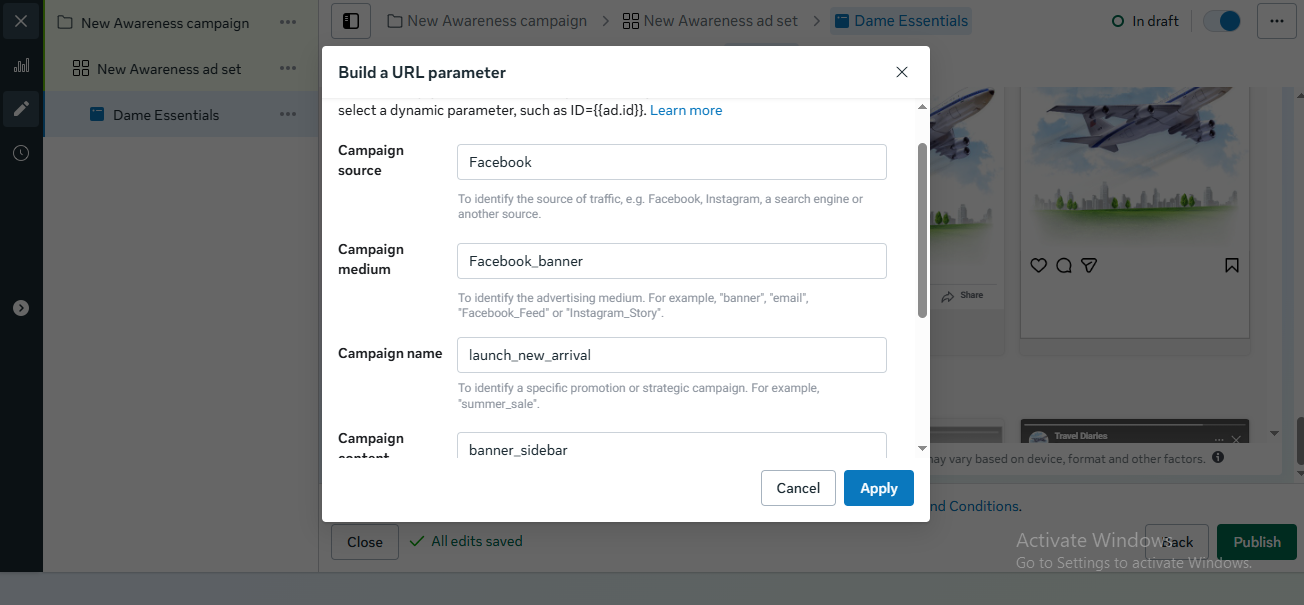 New Awareness campaign
New Awareness campaign
New Awareness ad set
Dame Essentials
In draft
New Awareness ad set
Dame Essentials
Build a URL parameter
select a dynamic parameter, such as ID={{ad.id}}. Learn more
Campaign source
Facebook
To identify the source of traffic, e.g. Facebook, Instagram, a search engine or
another source.
Campaign medium
Facebook_banner
To identify the advertising medium. For example, "banner", "email",
"Facebook_Feed" or "Instagram_Story".
Campaign name
launch_new_arrival
To identify a specific promotion or strategic campaign. For example,
"summer_sale".
Campaign content
banner_sidebar
Cancel
Apply
Share
Travel Diaries
may vary based on device, format and other factors.
nd Conditions.
Close
All edits saved
Back
Publish
Activate Windows
Go to Settings to activate Windows.